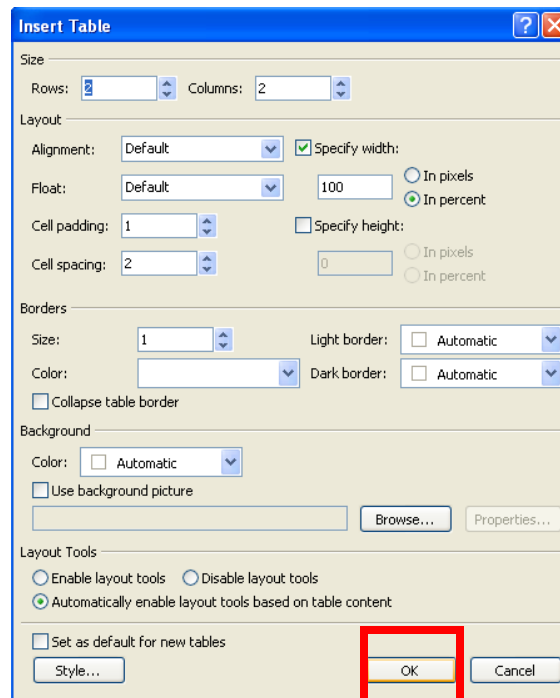 Insert Table
Size
Rows: 2 Columns: 2
Layout
Alignment: Default Specify width:
Float: Default 100 In pixels
In percent
Cell padding: 1 Specify height:
Cell spacing: 2 0 In pixels
In percent
Borders
Size: 1 Light border: Automatic
Color: Dark border: Automatic
Collapse table border
Background
Color: Automatic
Use background picture
Browse... Properties...
Layout Tools
Enable layout tools Disable layout tools
Automatically enable layout tools based on table content
Set as default for new tables
Style... OK Cancel